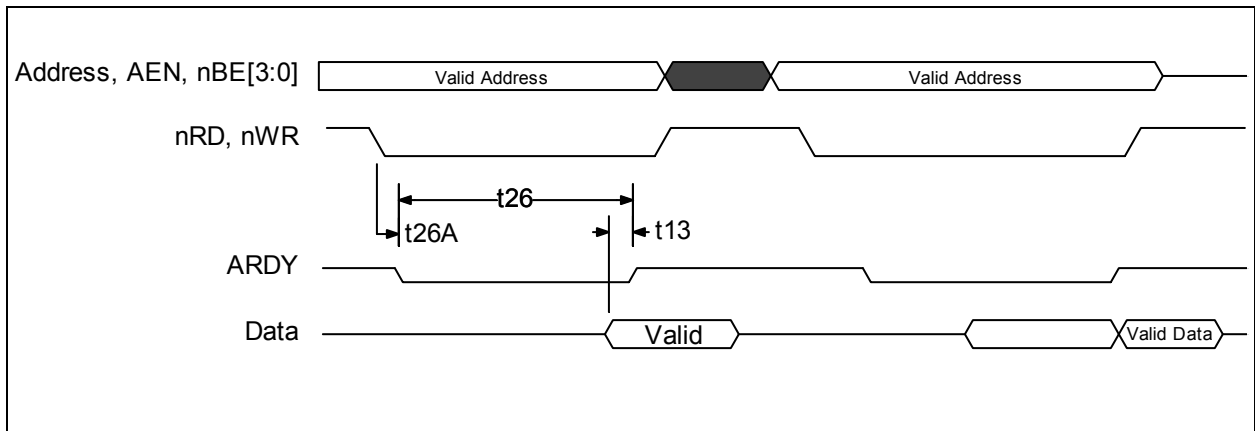 Address, AEN, nBE[3:0]
Valid Address
Valid Address
nRD, nWR
t26
t26A
t13
ARDY
Data
Valid
Valid Data